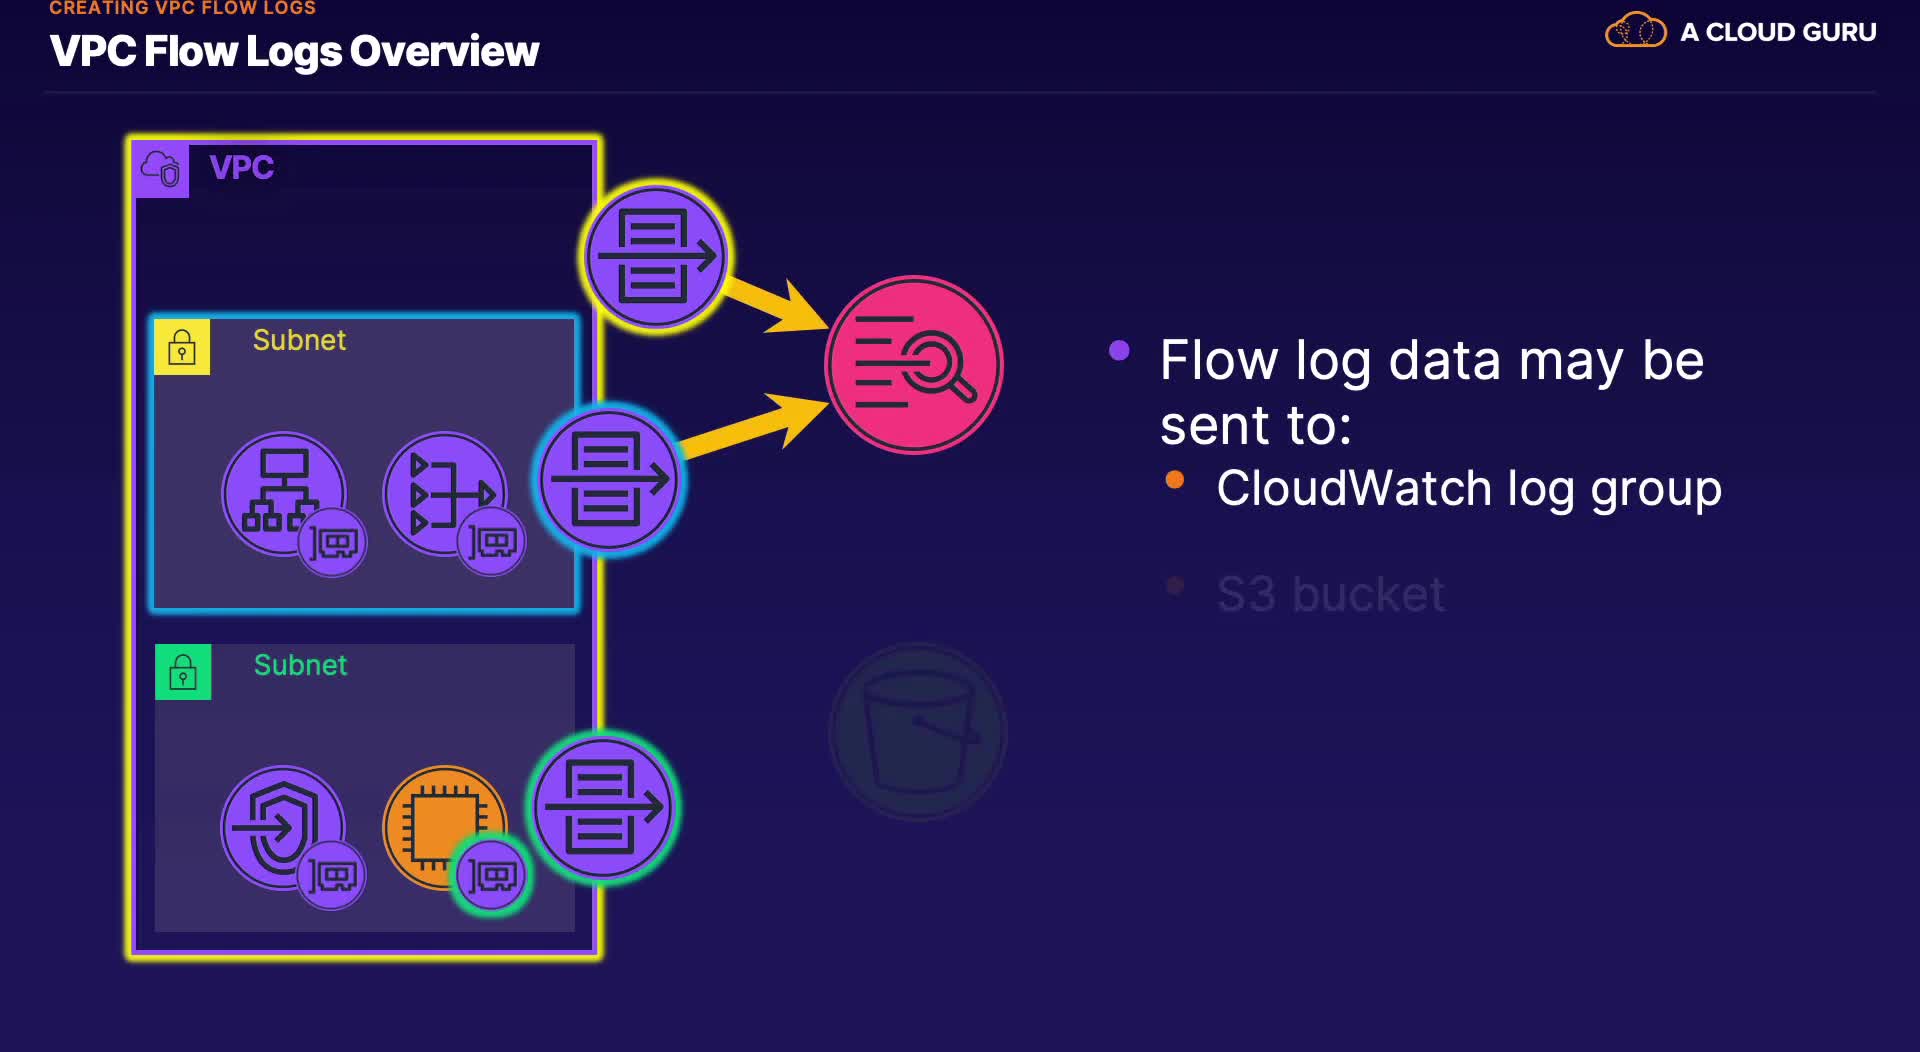 CREATING VPC FLOW LOGS
VPC Flow Logs Overview
A CLOUD GURU
VPC
Subnet
Subnet
Flow log data may be
sent to:
CloudWatch log group
S3 bucket